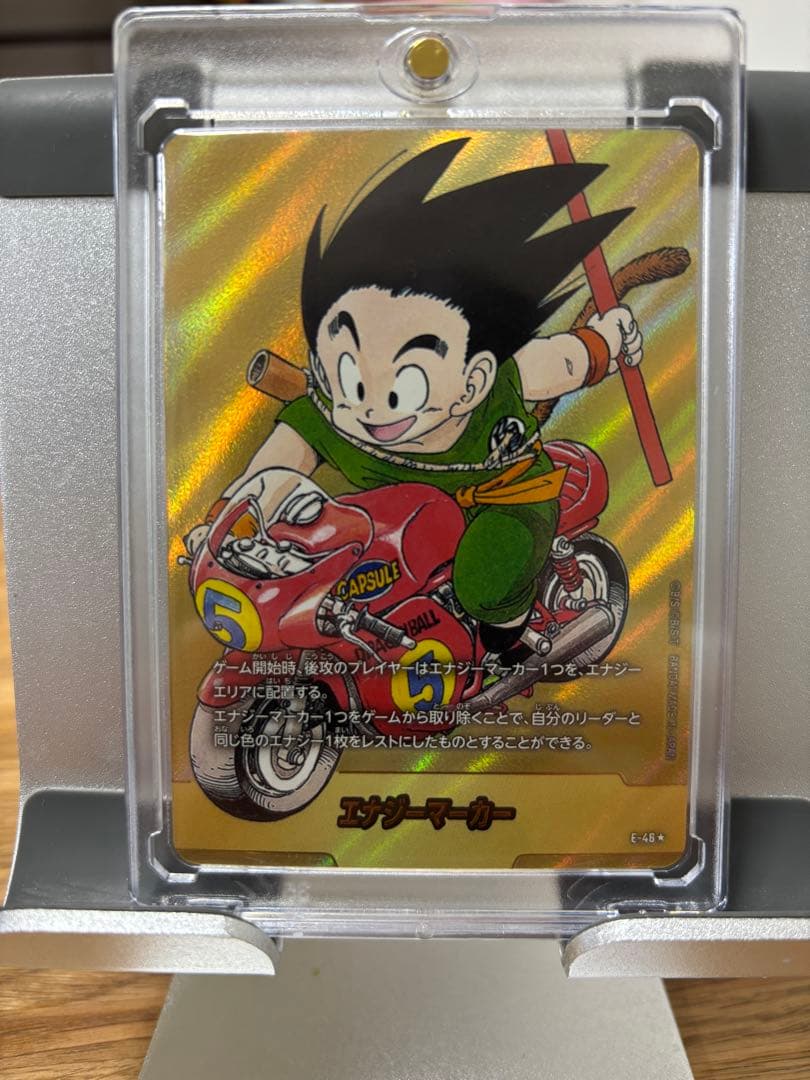 CAPSULE
DRAGONBALL
5
5
ゲーム開始時、後攻のプレイヤーはエナジーマーカー1つを、エナジー
エリアに配置する。
エナジーマーカー1つをゲームから取り除くことで、自分のリーダーと
同じ色のエナジー1枚をレストにしたものとすることができる。
エナジーマーカー
E-46★